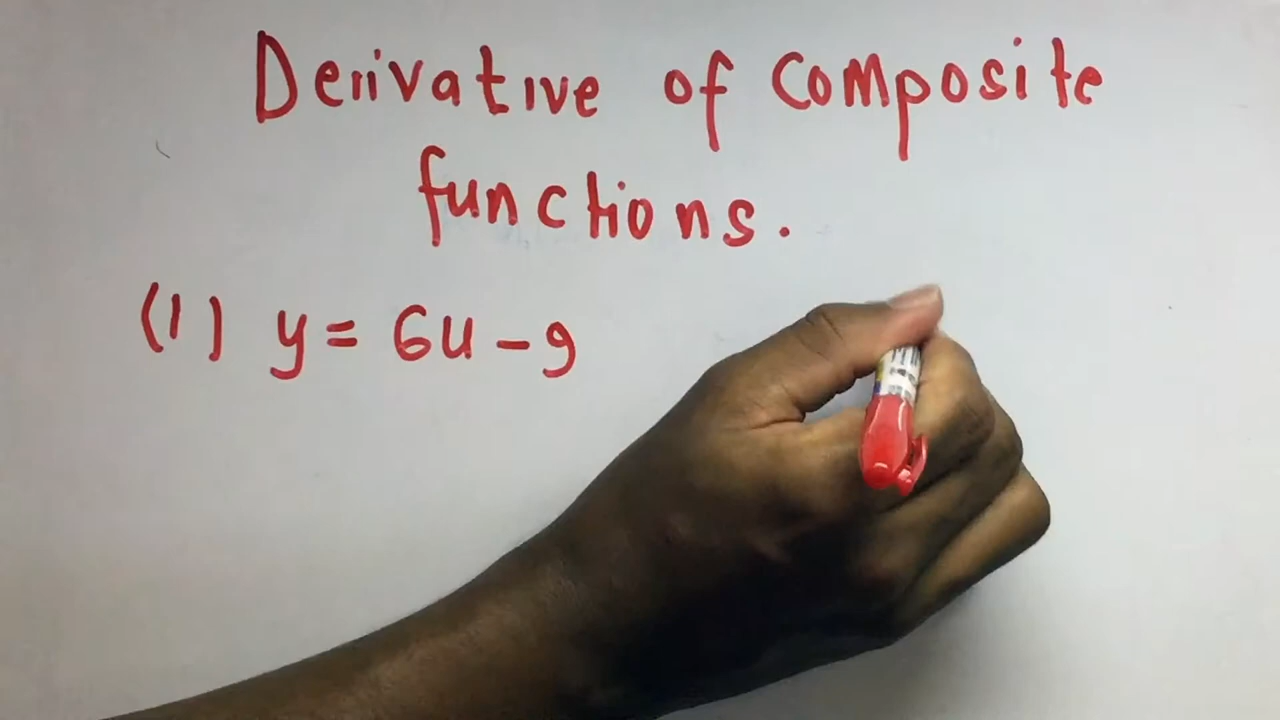 Derivative of composite
functions.
(1) y = 6u - 9